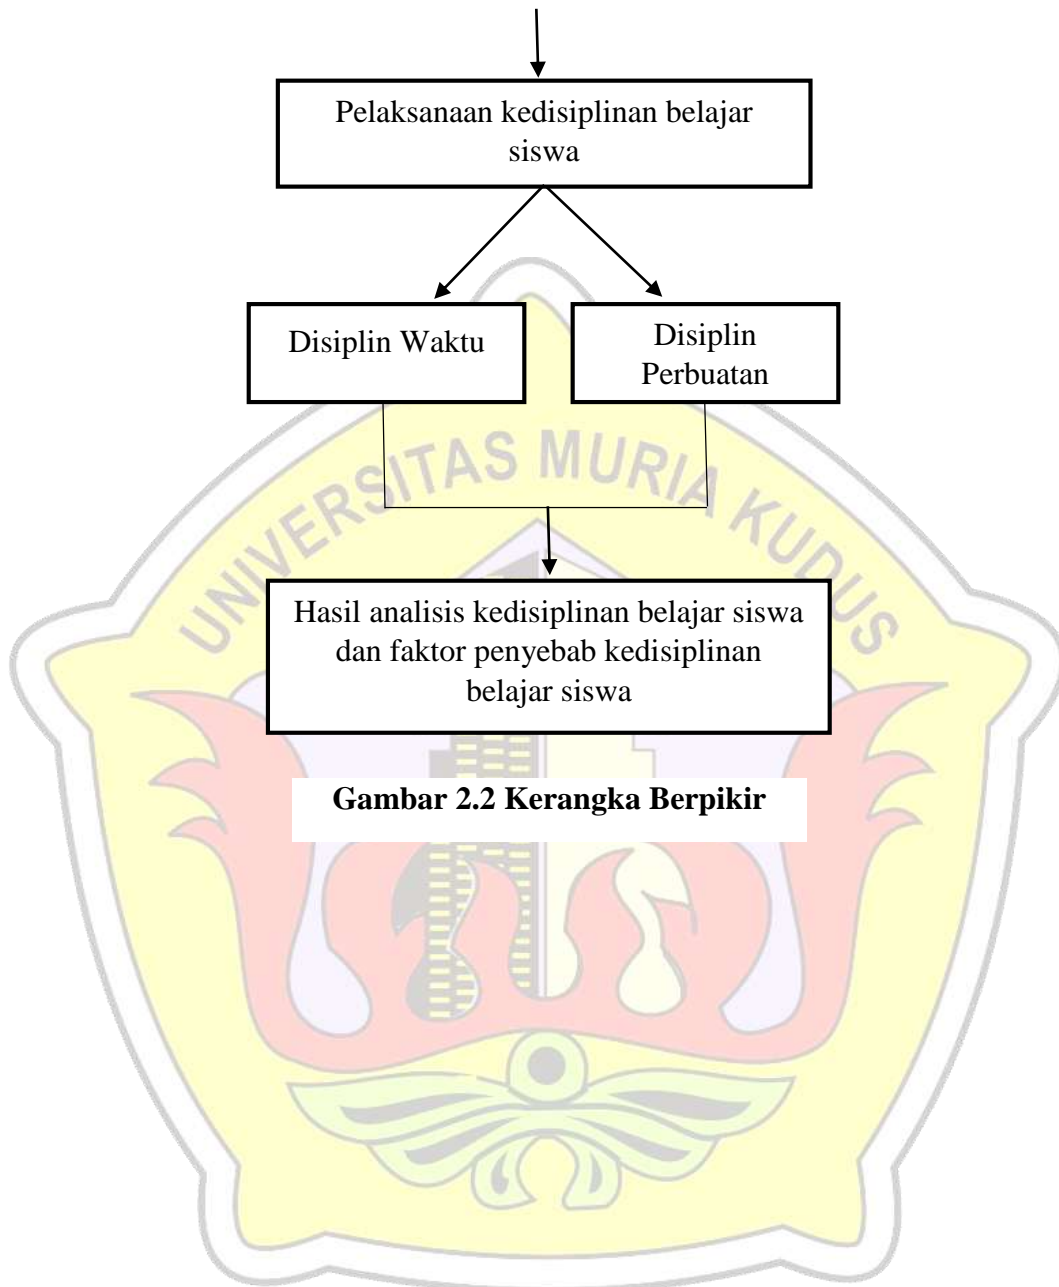 Pelaksanaan kedisiplinan belajar
siswa
Disiplin Waktu
Disiplin
Perbuatan
UNIVERSITAS MURIA KUDUS
Hasil analisis kedisiplinan belajar siswa
dan faktor penyebab kedisiplinan
belajar siswa
Gambar 2.2 Kerangka Berpikir